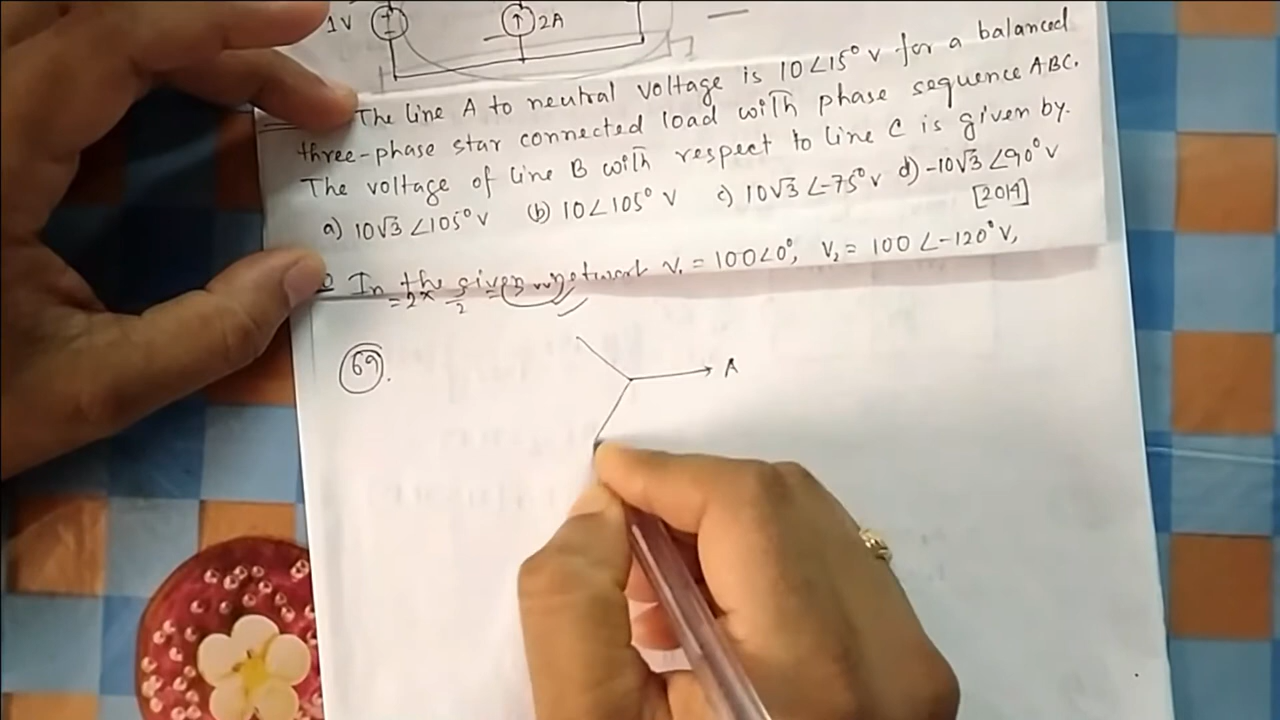 1V 2A
The line A to neutral voltage is 10∠15° V for a balanced
three-phase star connected load with phase sequence ABC.
The voltage of line B with respect to line C is given by.
a) 10√3 ∠105° V (b) 10∠105° V c) 10√3 ∠-75° V d) -10√3 ∠90° V
[2014]
In the given network V₁ = 100∠0°, V₂ = 100∠-120° V,
69.
A